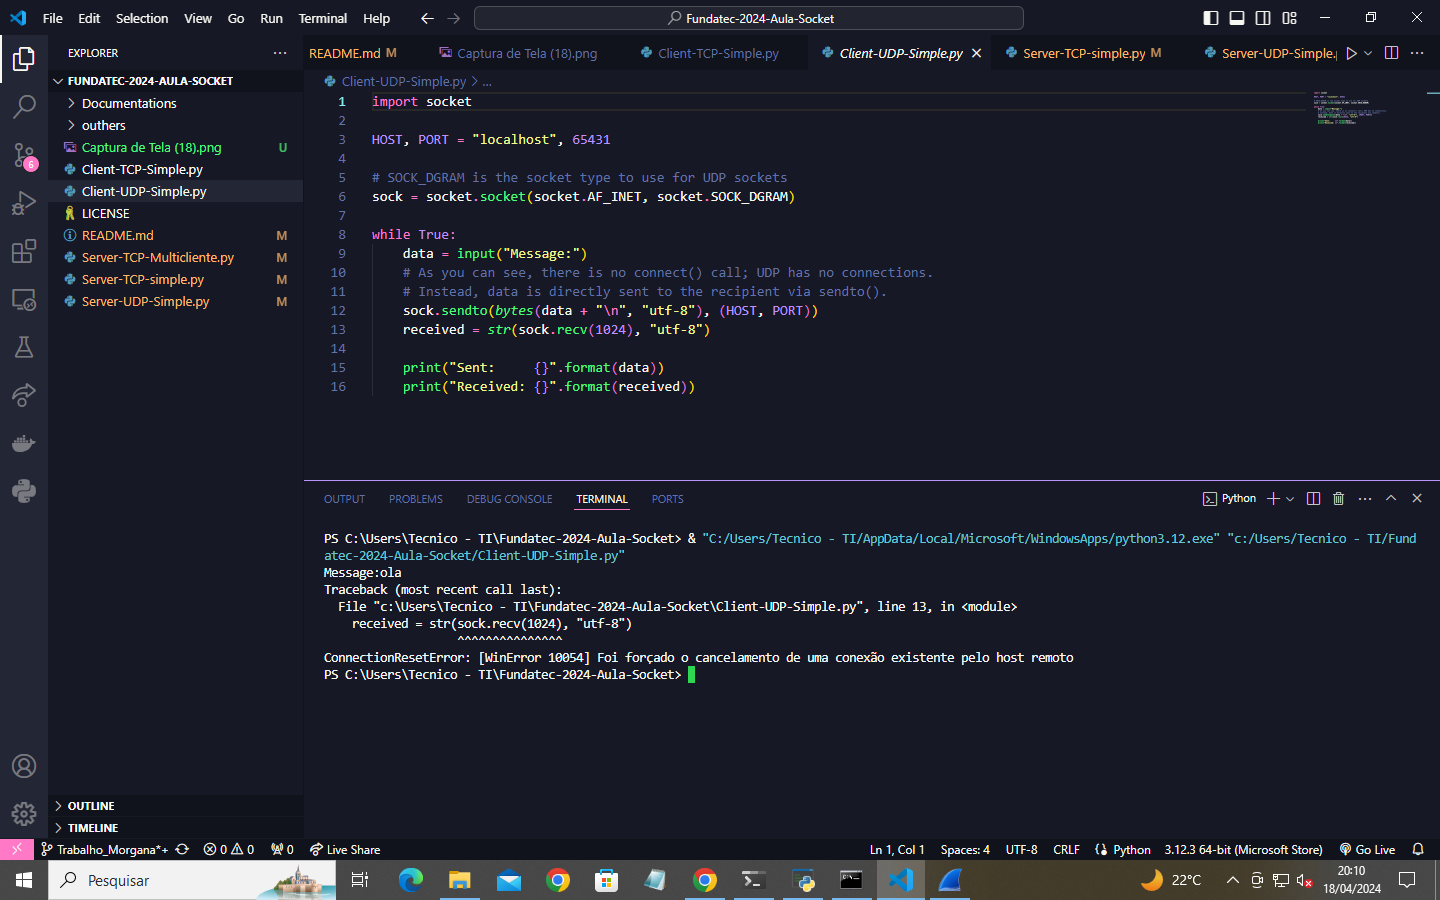 File Edit Selection View Go Run Terminal Help
Fundatec-2024-Aula-Socket
EXPLORER
FUNDATEC-2024-AULA-SOCKET
Documentations
outhers
Captura de Tela (18).png U
Client-TCP-Simple.py
Client-UDP-Simple.py
LICENSE
README.md M
Server-TCP-Multicliente.py M
Server-TCP-simple.py M
Server-UDP-Simple.py M
OUTLINE
TIMELINE
6
README.md M Captura de Tela (18).png Client-TCP-Simple.py Client-UDP-Simple.py Server-TCP-simple.py M Server-UDP-Simple.
Client-UDP-Simple.py > ...
1 import socket
2
3 HOST, PORT = "localhost", 65431
4
5 # SOCK_DGRAM is the socket type to use for UDP sockets
6 sock = socket.socket(socket.AF_INET, socket.SOCK_DGRAM)
7
8 while True:
9 data = input("Message:")
10 # As you can see, there is no connect() call; UDP has no connections.
11 # Instead, data is directly sent to the recipient via sendto().
12 sock.sendto(bytes(data + "\n", "utf-8"), (HOST, PORT))
13 received = str(sock.recv(1024), "utf-8")
14
15 print("Sent:     {}".format(data))
16 print("Received: {}".format(received))
OUTPUT PROBLEMS DEBUG CONSOLE TERMINAL PORTS
Python
PS C:\Users\Tecnico - TI\Fundatec-2024-Aula-Socket> & "C:/Users/Tecnico - TI/AppData/Local/Microsoft/WindowsApps/python3.12.exe" "c:/Users/Tecnico - TI/Fund
atec-2024-Aula-Socket/Client-UDP-Simple.py"
Message:ola
Traceback (most recent call last):
File "c:\Users\Tecnico - TI\Fundatec-2024-Aula-Socket\Client-UDP-Simple.py", line 13, in <module>
received = str(sock.recv(1024), "utf-8")
^^^^^^^^^^^^^^^
ConnectionResetError: [WinError 10054] Foi forçado o cancelamento de uma conexão existente pelo host remoto
PS C:\Users\Tecnico - TI\Fundatec-2024-Aula-Socket>
Trabalho_Morgana*+ 0 0 0 Live Share
Ln 1, Col 1 Spaces: 4 UTF-8 CRLF Python 3.12.3 64-bit (Microsoft Store) Go Live
Pesquisar
22°C
20:10
18/04/2024